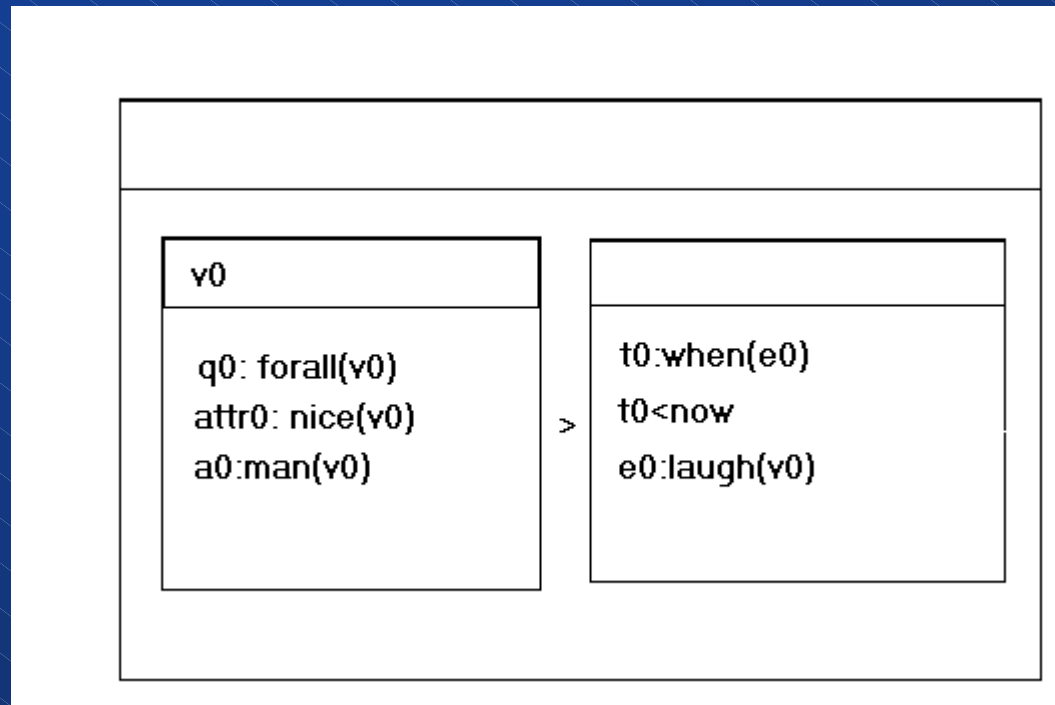 v0
q0: forall(v0)
attr0: nice(v0)
a0:man(v0)
>
t0:when(e0)
t0<now
e0:laugh(v0)